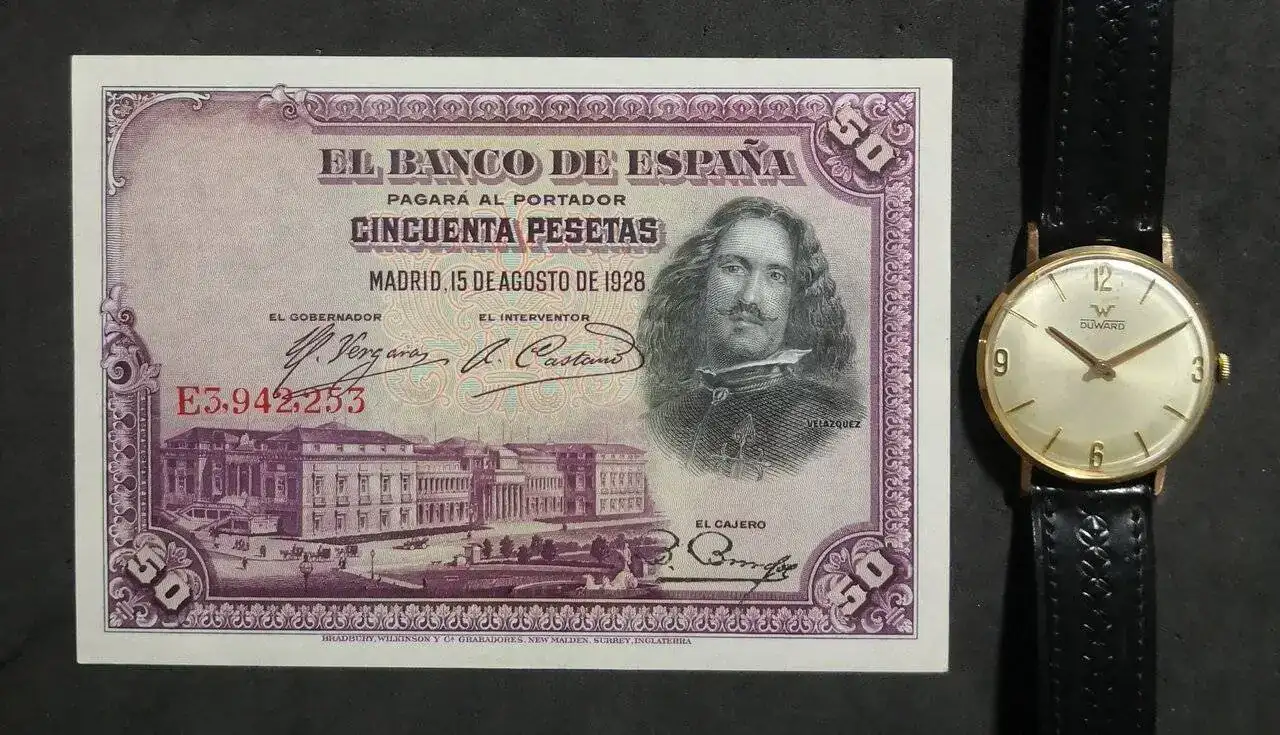 50
EL BANCO DE ESPAÑA
PAGARÁ AL PORTADOR
CINCUENTA PESETAS
MADRID, 15 DE AGOSTO DE 1928
EL GOBERNADOR
EL INTERVENTOR
E3,942,253
VELAZQUEZ
EL CAJERO
50
50
BRADBURY, WILKINSON Y Cª GRABADORES, NEW MALDEN, SURREY, INGLATERRA
12
W
DUWARD
9
3
6